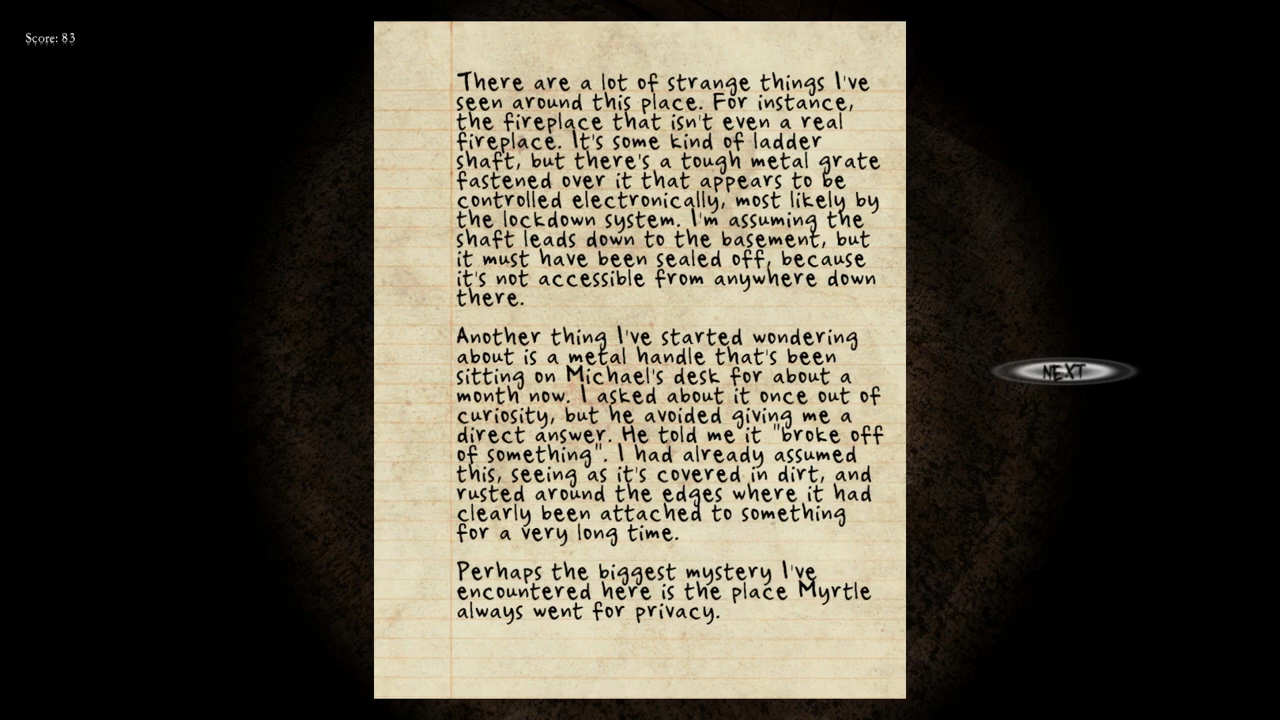 Score: 83
There are a lot of strange things I've
seen around this place. For instance,
the fireplace that isn't even a real
fireplace. It's some kind of ladder
shaft, but there's a tough metal grate
fastened over it that appears to be
controlled electronically, most likely by
the lockdown system. I'm assuming the
shaft leads down to the basement, but
it must have been sealed off, because
it's not accessible from anywhere down
there.
Another thing I've started wondering
about is a metal handle that's been
sitting on Michael's desk for about a
month now. I asked about it once out of
curiosity, but he avoided giving me a
direct answer. He told me it "broke off
of something". I had already assumed
this, seeing as it's covered in dirt, and
rusted around the edges where it had
clearly been attached to something
for a very long time.
Perhaps the biggest mystery I've
encountered here is the place Myrtle
always went for privacy.
NEXT